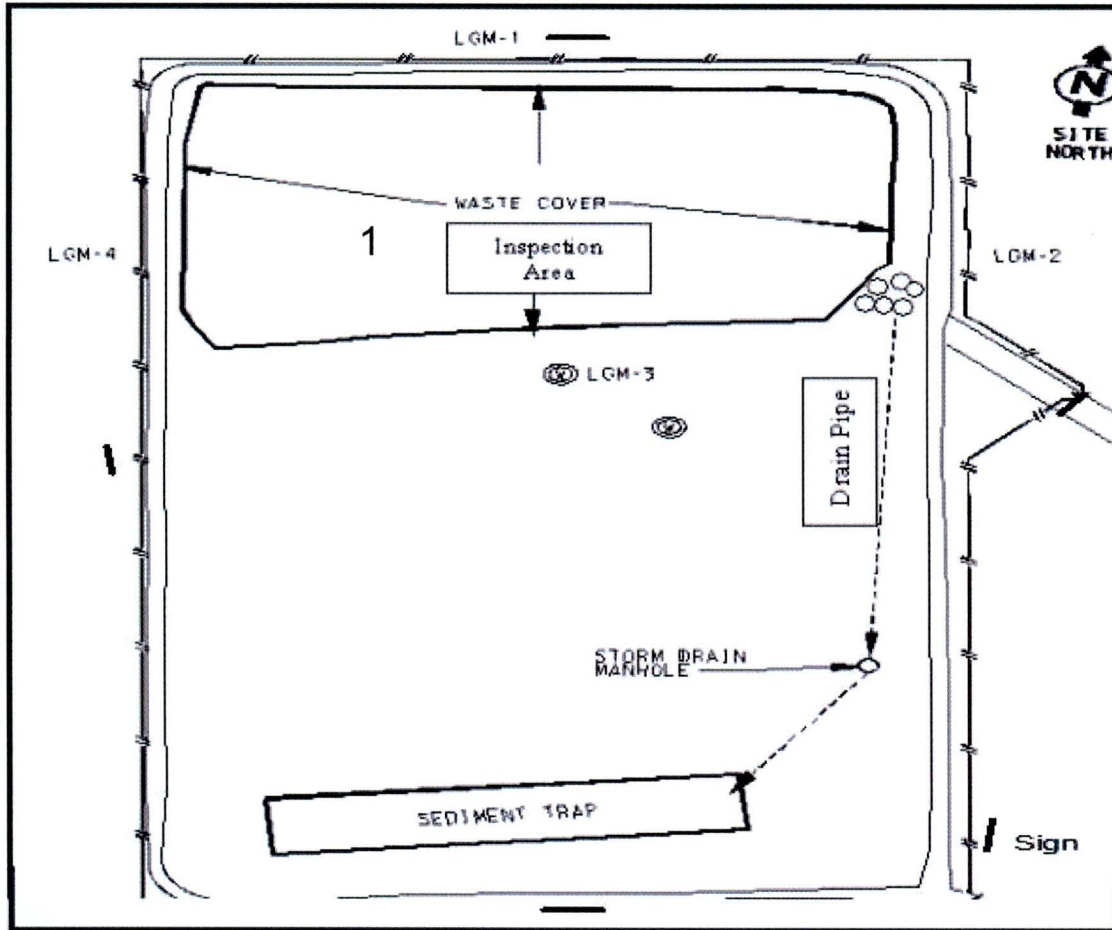 LGM-1
N
SITE
NORTH
WASTE COVER
1
Inspection
Area
LGM-4
LGM-2
LGM-3
Drain Pipe
STORM DRAIN
MANHOLE
SEDIMENT TRAP
Sign